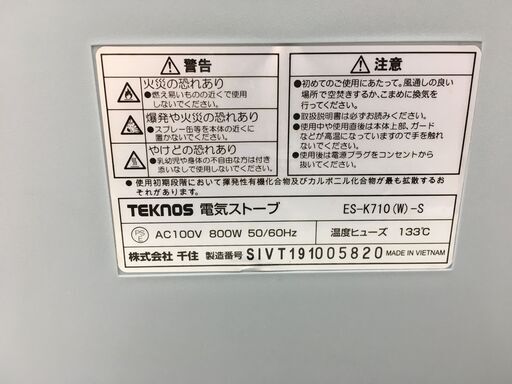 ⚠ 警告
火災の恐れあり
●燃え易いものの近くで使用
しないでください。
爆発や火災の恐れあり
●スプレー缶等を本体の近くに
置かないでください。
やけどの恐れあり
●乳幼児や身体の不自由な方は付き
添いなしで使用しないでください。
⚠ 注意
●初めてのご使用にあたって。風通しの良い
場所で空焚きするか、こまめに換気を
行ってください。
●取扱説明書は必ずお読みください。
●使用中や使用直後は本体上部、ガード
などが高温になっていますので手など
触れないでください。
●使用後は電源プラグをコンセントから
抜いてください。
● 使用初期段階において揮発性有機化合物及びカルボニル化合物が最も拡散するお
それがあります。
TEKNOS 電気ストーブ ES-K710(W)-S
PS E AC100V 800W 50/60Hz 温度ヒューズ 133℃
株式会社 千住 製造番号 SIVT191005820 MADE IN VIETNAM